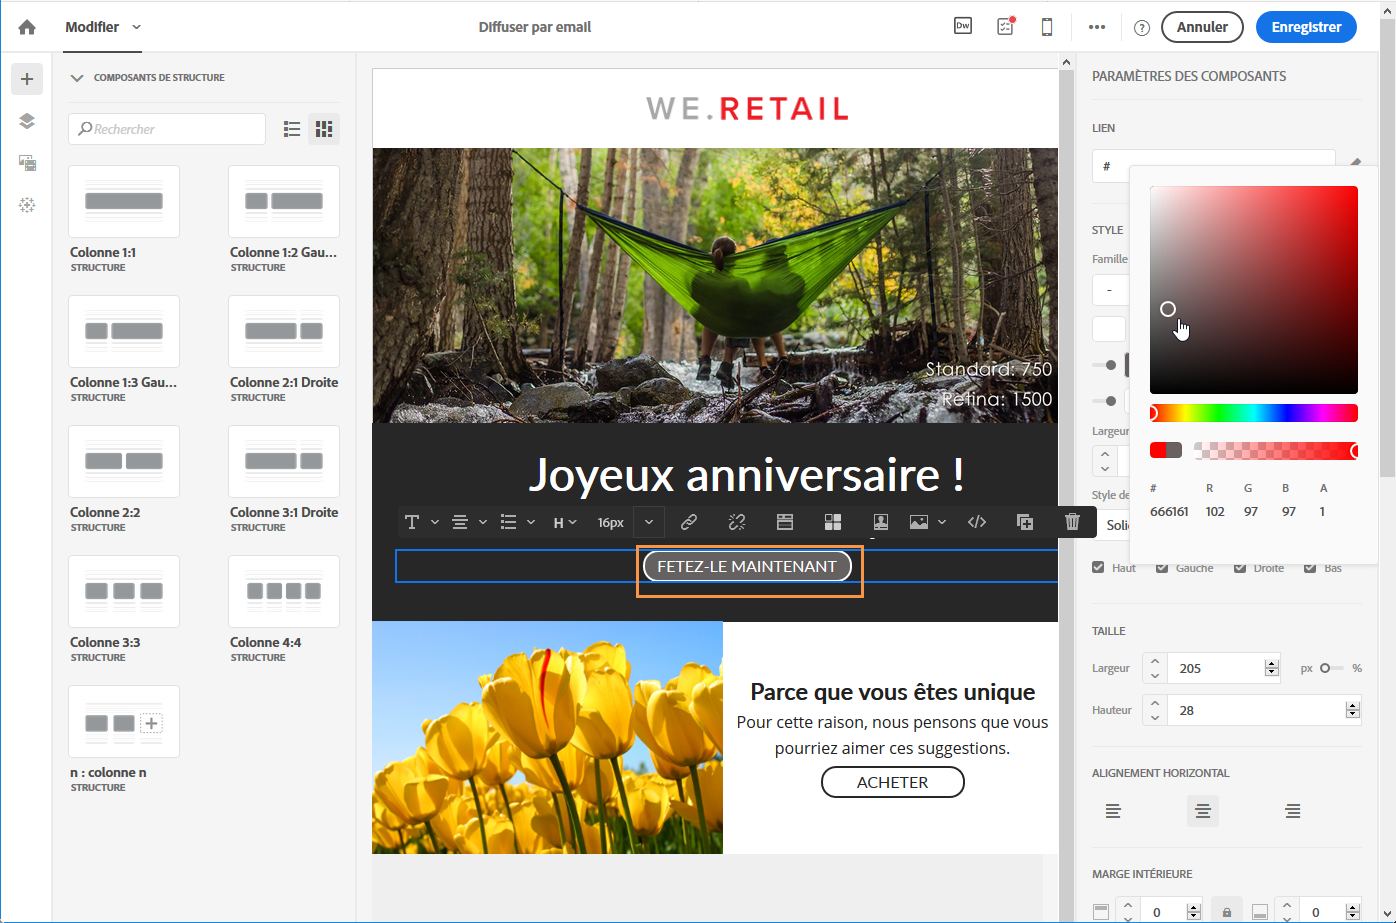 Modifier
Diffuser par email
Dw
Annuler
Enregistrer
COMPOSANTS DE STRUCTURE
Rechercher
Colonne 1:1
STRUCTURE
Colonne 1:2 Gau...
STRUCTURE
Colonne 1:3 Gau...
STRUCTURE
Colonne 2:1 Droite
STRUCTURE
Colonne 2:2
STRUCTURE
Colonne 3:1 Droite
STRUCTURE
Colonne 3:3
STRUCTURE
Colonne 4:4
STRUCTURE
n : colonne n
STRUCTURE
WE.RETAIL
Standard: 750
Retina: 1500
Joyeux anniversaire !
T
H
16px
FETEZ-LE MAINTENANT
Parce que vous êtes unique
Pour cette raison, nous pensons que vous
pourriez aimer ces suggestions.
ACHETER
PARAMÈTRES DES COMPOSANTS
LIEN
#
STYLE
Famille
-
Largeur
Style de
Soli
# R G B A
666161 102 97 97 1
Haut Gauche Droite Bas
TAILLE
Largeur 205 px %
Hauteur 28
ALIGNEMENT HORIZONTAL
MARGE INTÉRIEURE
0 0